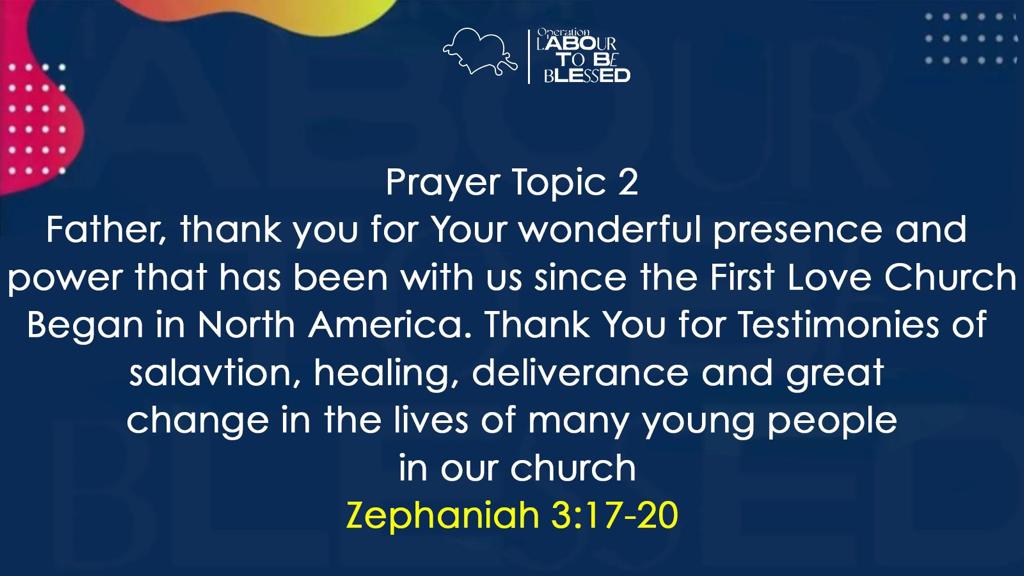 Operation
LABOUR
TO BE
BLESSED
Prayer Topic 2
Father, thank you for Your wonderful presence and
power that has been with us since the First Love Church
Began in North America. Thank You for Testimonies of
salavtion, healing, deliverance and great
change in the lives of many young people
in our church
Zephaniah 3:17-20